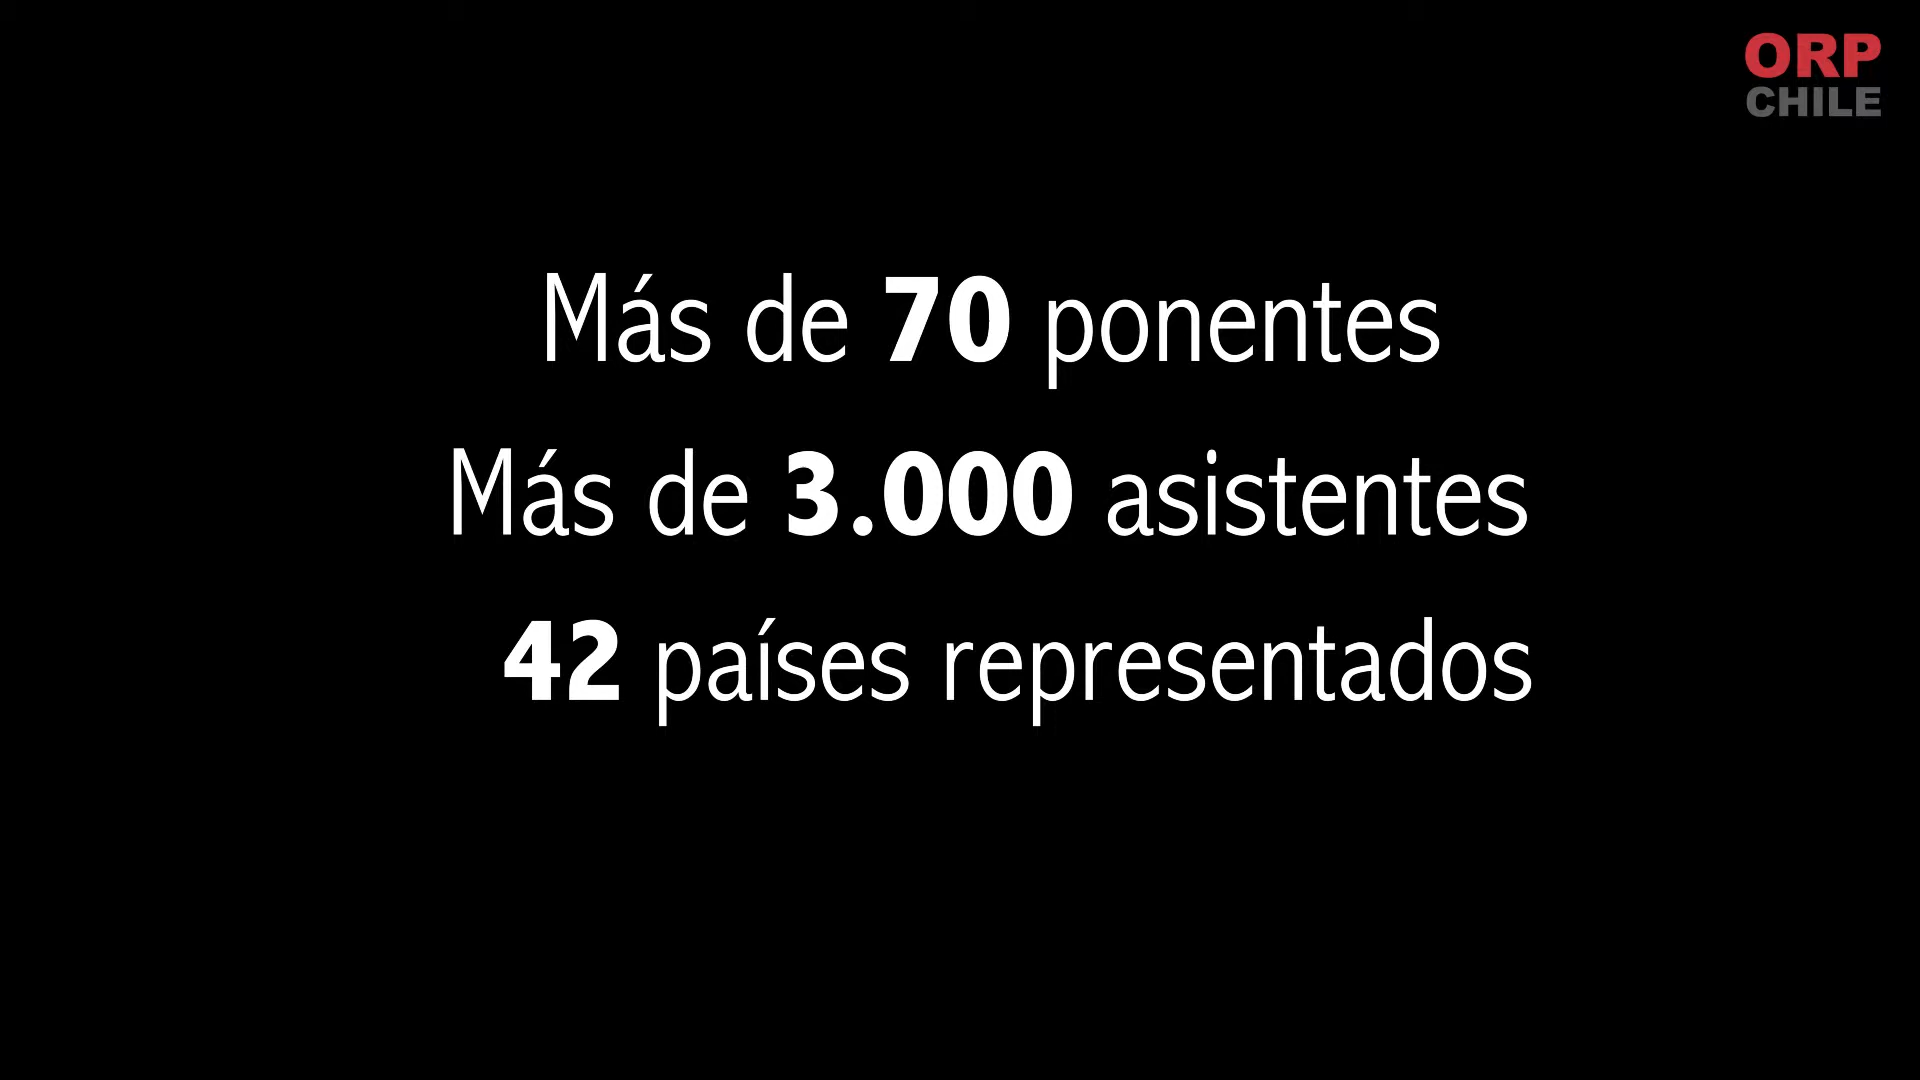 ORP
CHILE
Más de 70 ponentes
Más de 3.000 asistentes
42 países representados